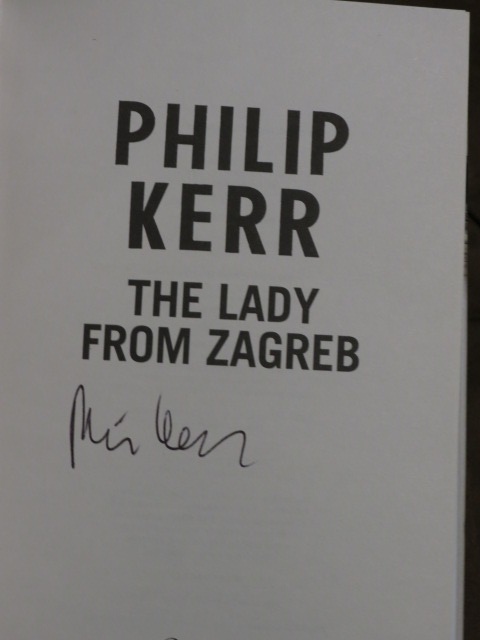 PHILIP
KERR
THE LADY
FROM ZAGREB